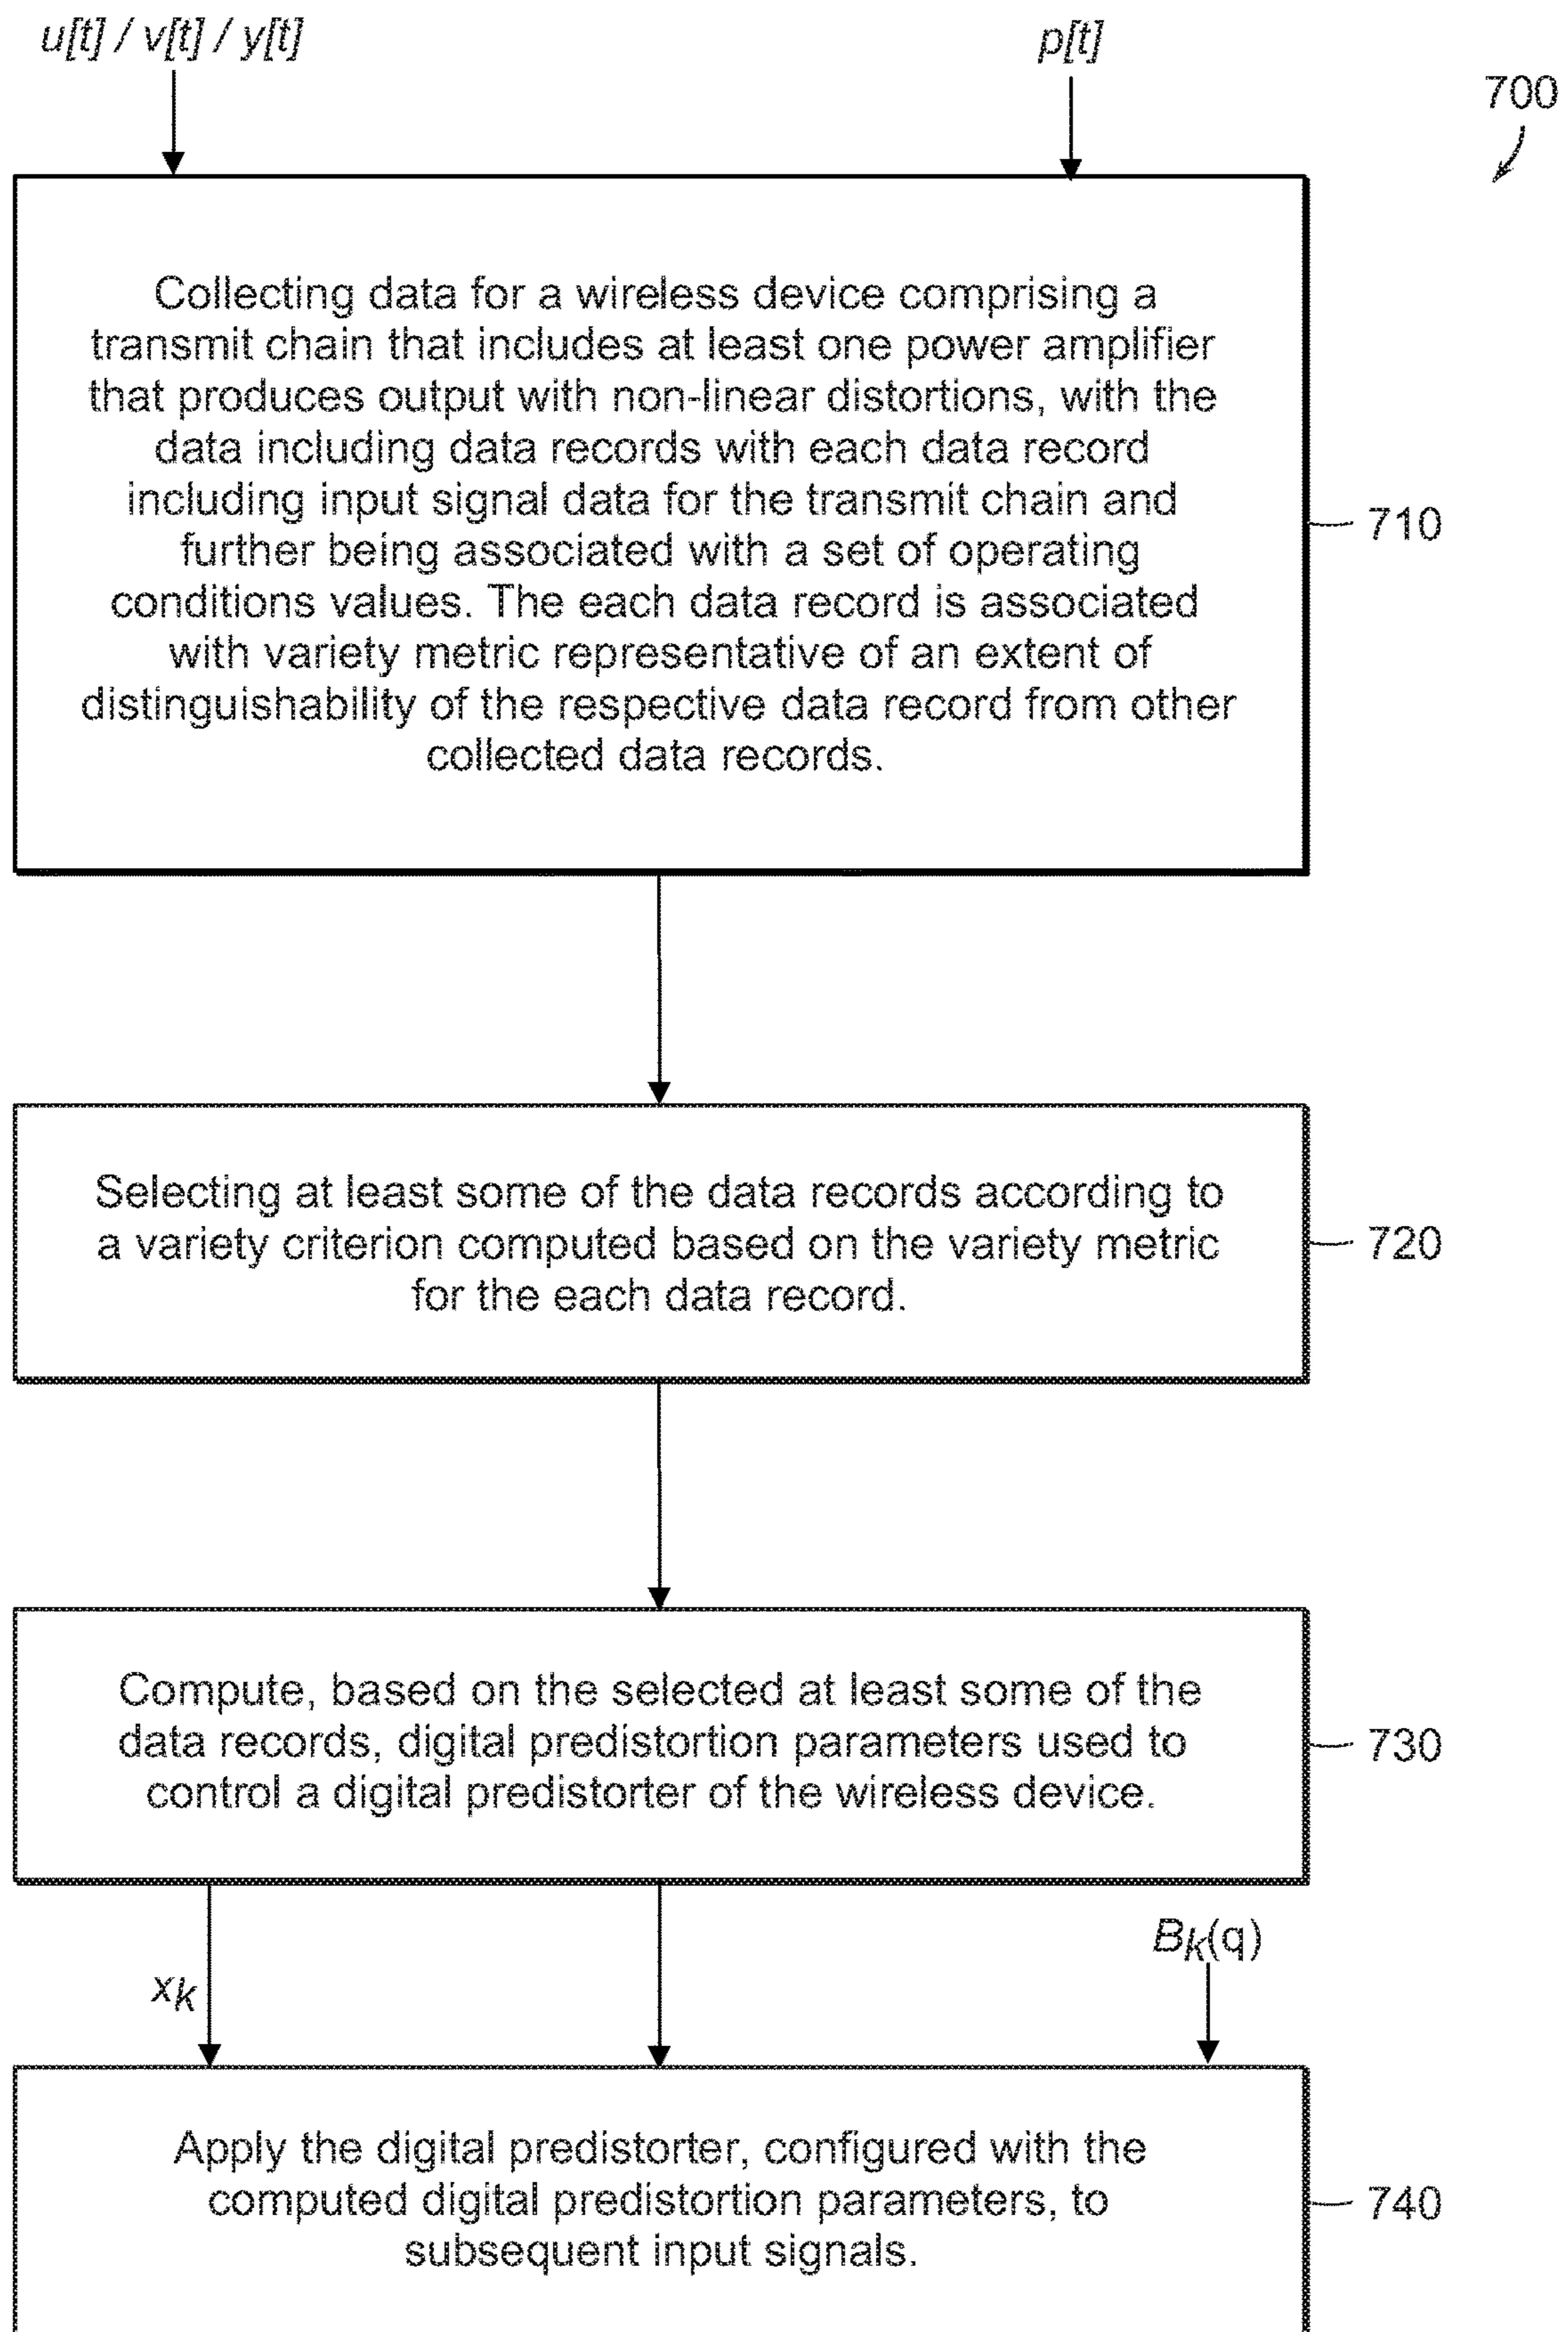 u[t] / v[t] / y[t]
p[t]
700
Collecting data for a wireless device comprising a
transmit chain that includes at least one power amplifier
that produces output with non-linear distortions, with the
data including data records with each data record
including input signal data for the transmit chain and
further being associated with a set of operating
conditions values. The each data record is associated
with variety metric representative of an extent of
distinguishability of the respective data record from other
collected data records.
710
Selecting at least some of the data records according to
a variety criterion computed based on the variety metric
for the each data record.
720
Compute, based on the selected at least some of the
data records, digital predistortion parameters used to
control a digital predistorter of the wireless device.
730
xk
Bk(q)
Apply the digital predistorter, configured with the
computed digital predistortion parameters, to
subsequent input signals.
740